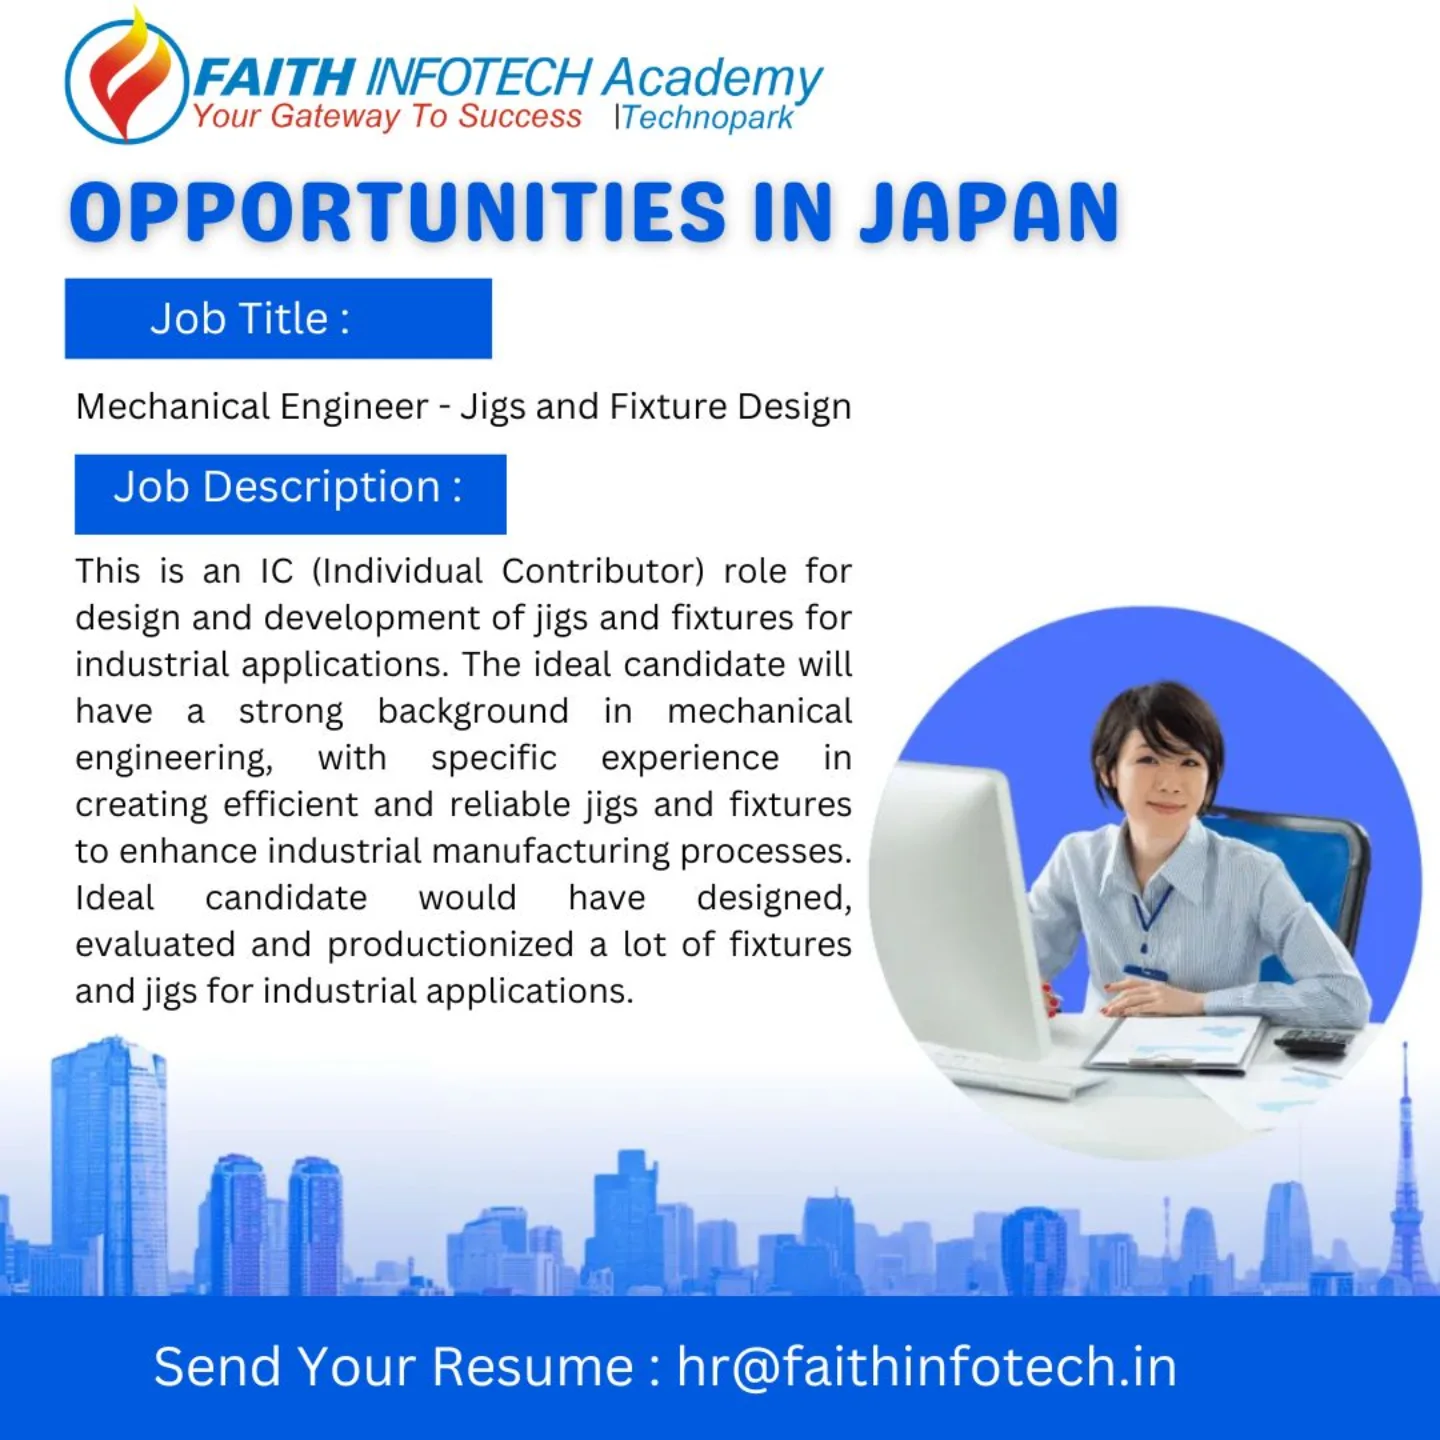 FAITH INFOTECH Academy
Your Gateway To Success |Technopark
OPPORTUNITIES IN JAPAN
Job Title :
Mechanical Engineer - Jigs and Fixture Design
Job Description :
This is an IC (Individual Contributor) role for
design and development of jigs and fixtures for
industrial applications. The ideal candidate will
have a strong background in mechanical
engineering, with specific experience in
creating efficient and reliable jigs and fixtures
to enhance industrial manufacturing processes.
Ideal candidate would have designed,
evaluated and productionized a lot of fixtures
and jigs for industrial applications.
Send Your Resume : hr@faithinfotech.in